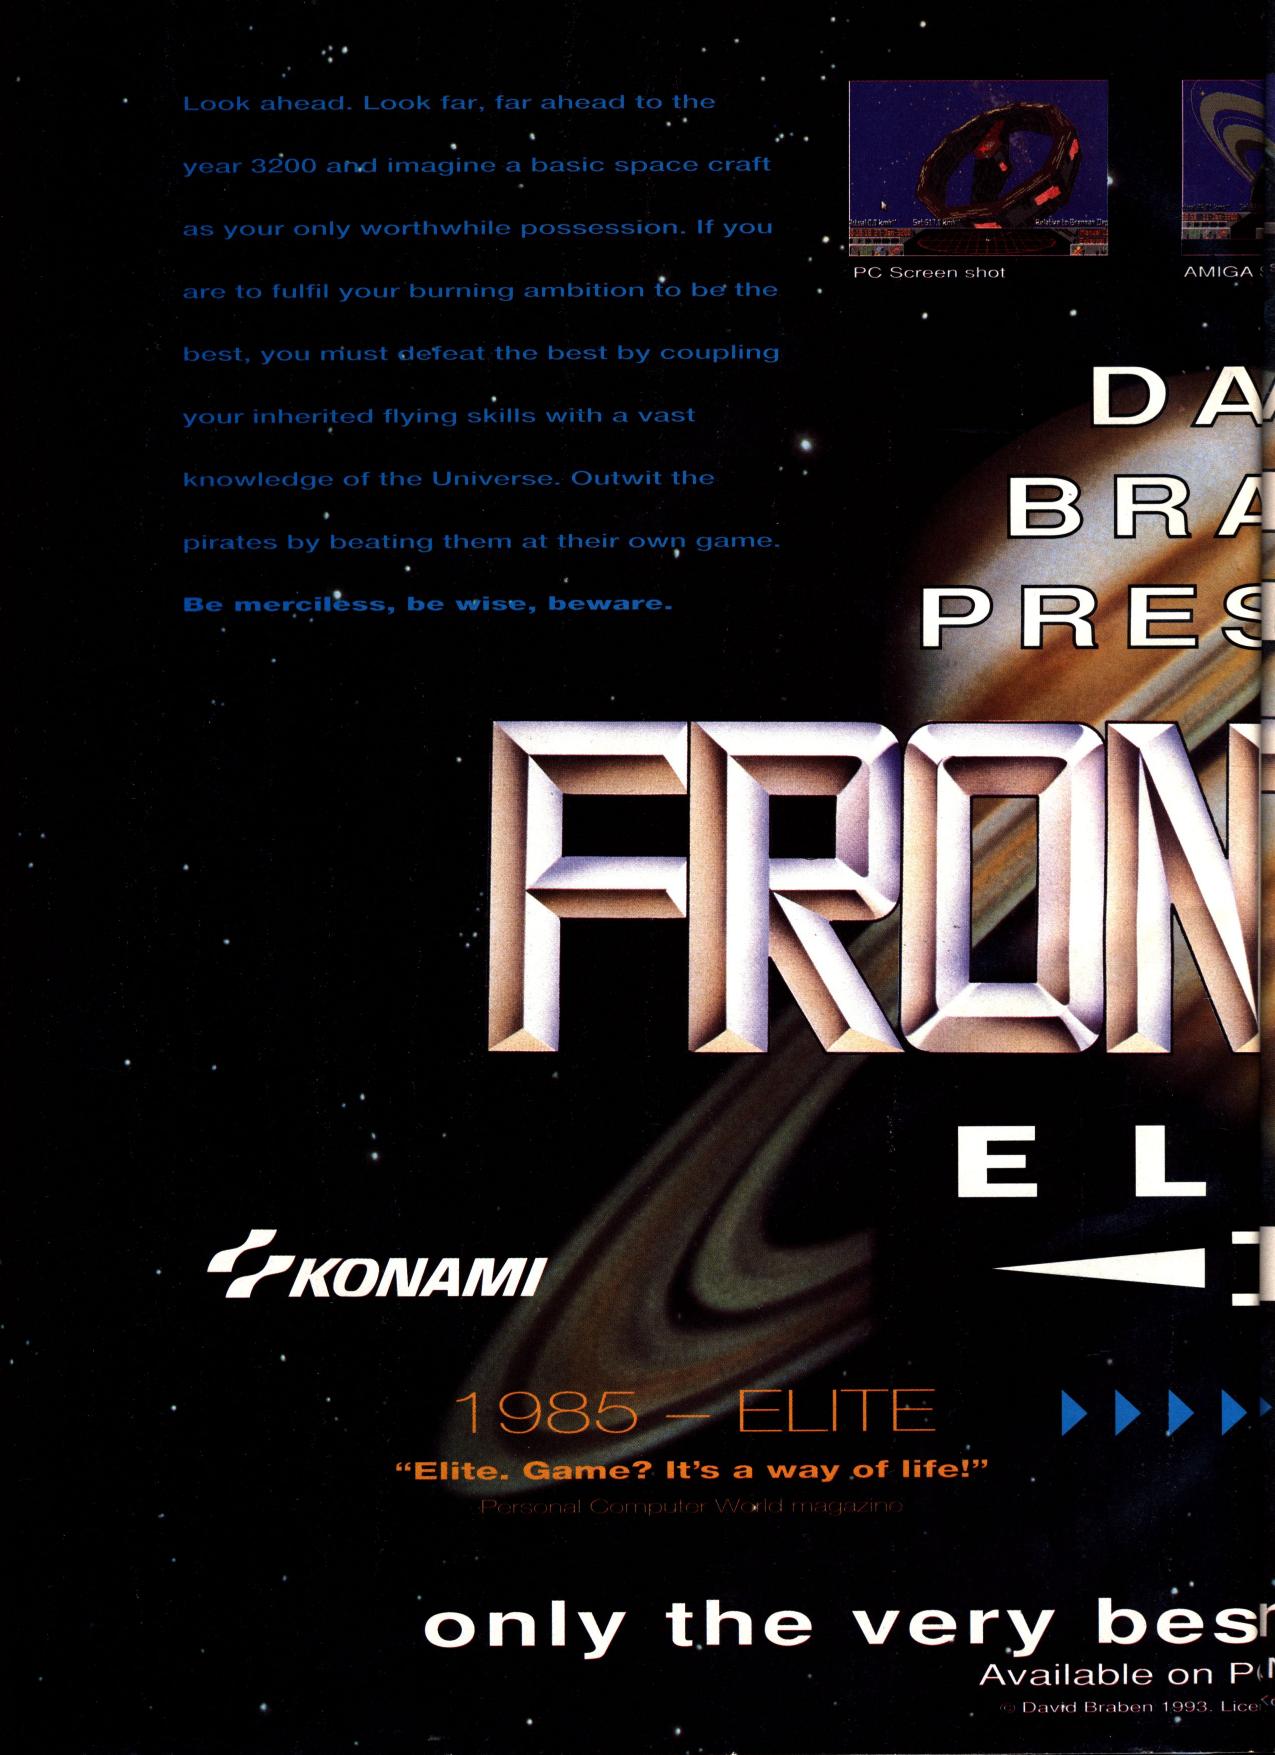 Look ahead. Look far, far ahead to the
year 3200 and imagine a basic space craft
as your only worthwhile possession. If you
are to fulfil your burning ambition to be the
best, you must defeat the best by coupling
your inherited flying skills with a vast
knowledge of the Universe. Outwit the
pirates by beating them at their own game.
Be merciless, be wise, beware.
PC Screen shot
AMIGA
DA
BRA
PRES
FRON
EL
KONAMI
1985 – ELITE
“Elite. Game? It's a way of life!”
Personal Computer World magazine
only the very bes
Available on P
© David Braben 1993. Lice